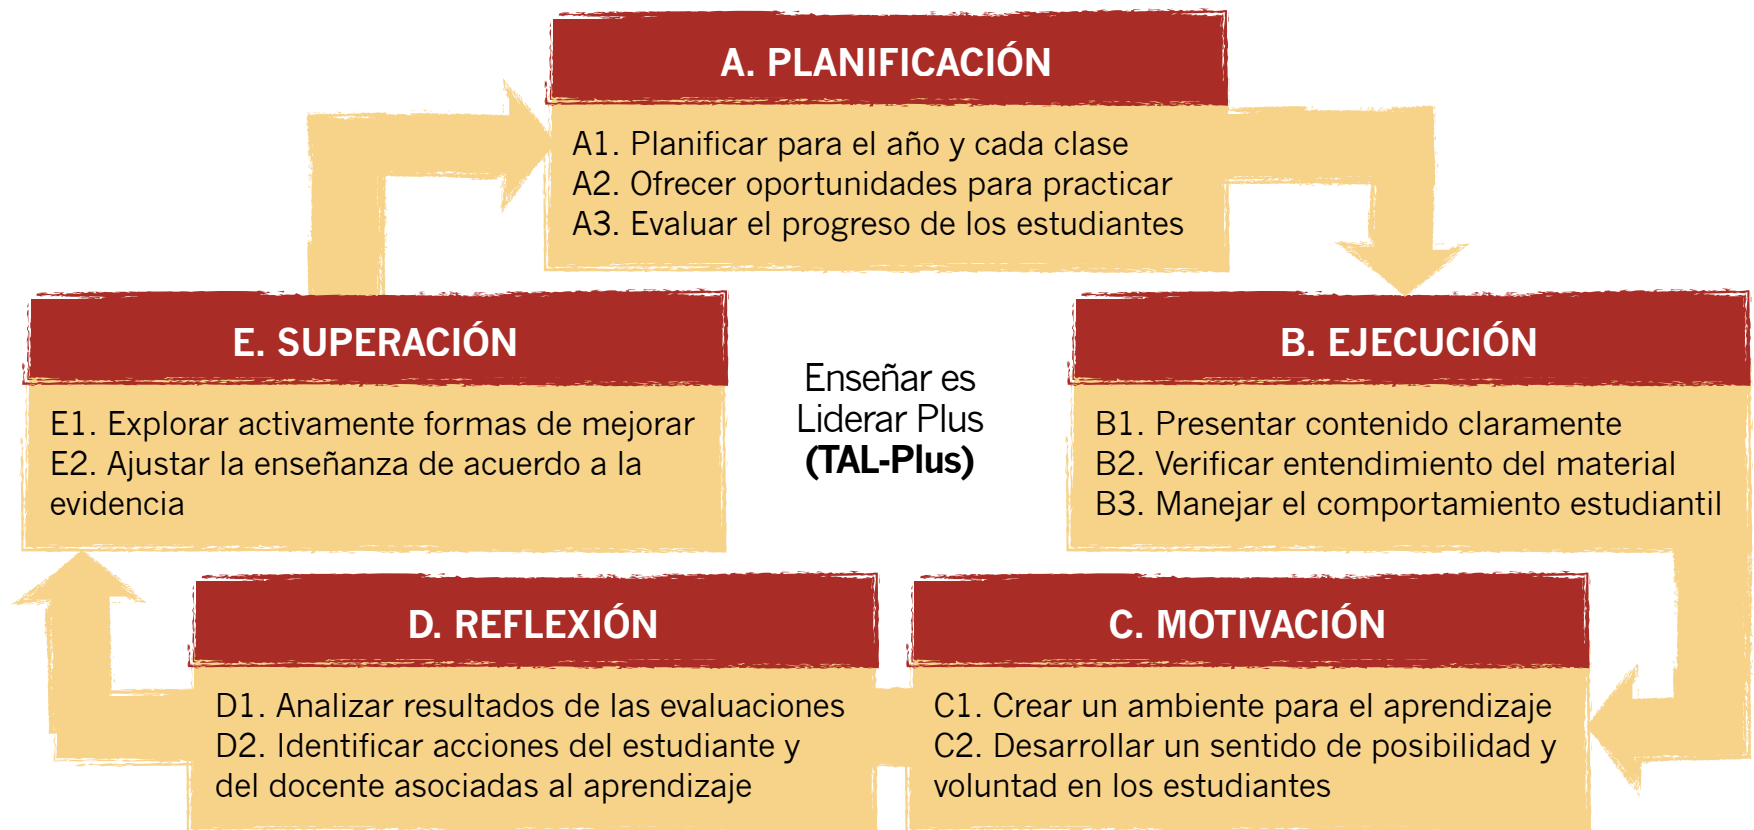 A. PLANIFICACIÓN
A1. Planificar para el año y cada clase
A2. Ofrecer oportunidades para practicar
A3. Evaluar el progreso de los estudiantes
E. SUPERACIÓN
E1. Explorar activamente formas de mejorar
E2. Ajustar la enseñanza de acuerdo a la
evidencia
Enseñar es
Liderar Plus
(TAL-Plus)
B. EJECUCIÓN
B1. Presentar contenido claramente
B2. Verificar entendimiento del material
B3. Manejar el comportamiento estudiantil
D. REFLEXIÓN
D1. Analizar resultados de las evaluaciones
D2. Identificar acciones del estudiante y
del docente asociadas al aprendizaje
C. MOTIVACIÓN
C1. Crear un ambiente para el aprendizaje
C2. Desarrollar un sentido de posibilidad y
voluntad en los estudiantes